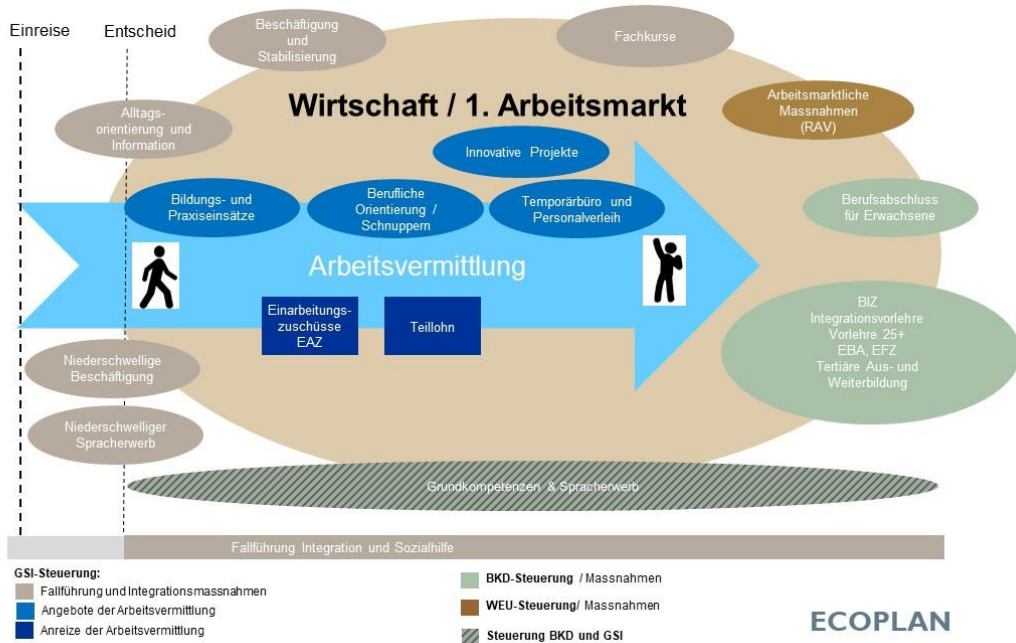 Einreise
Entscheid
Beschäftigung
und
Stabilisierung
Fachkurse
Wirtschaft / 1. Arbeitsmarkt
Arbeitsmarktliche
Massnahmen
(RAV)
Alltags-
orientierung und
Information
Innovative Projekte
Bildungs- und
Praxiseinsätze
Berufliche
Orientierung /
Schnuppern
Temporärbüro und
Personalverleih
Berufsabschluss
für Erwachsene
Arbeitsvermittlung
Einarbeitungs-
zuschüsse
EAZ
Teillohn
BIZ
Integrationsvorlehre
Vorlehre 25+
EBA, EFZ
Tertiäre Aus- und
Weiterbildung
Niederschwellige
Beschäftigung
Niederschwelliger
Spracherwerb
Grundkompetenzen & Spracherwerb
Fallführung Integration und Sozialhilfe
GSI-Steuerung:
Fallführung und Integrationsmassnahmen
Angebote der Arbeitsvermittlung
Anreize der Arbeitsvermittlung
BKD-Steuerung / Massnahmen
WEU-Steuerung/ Massnahmen
Steuerung BKD und GSI
ECOPLAN